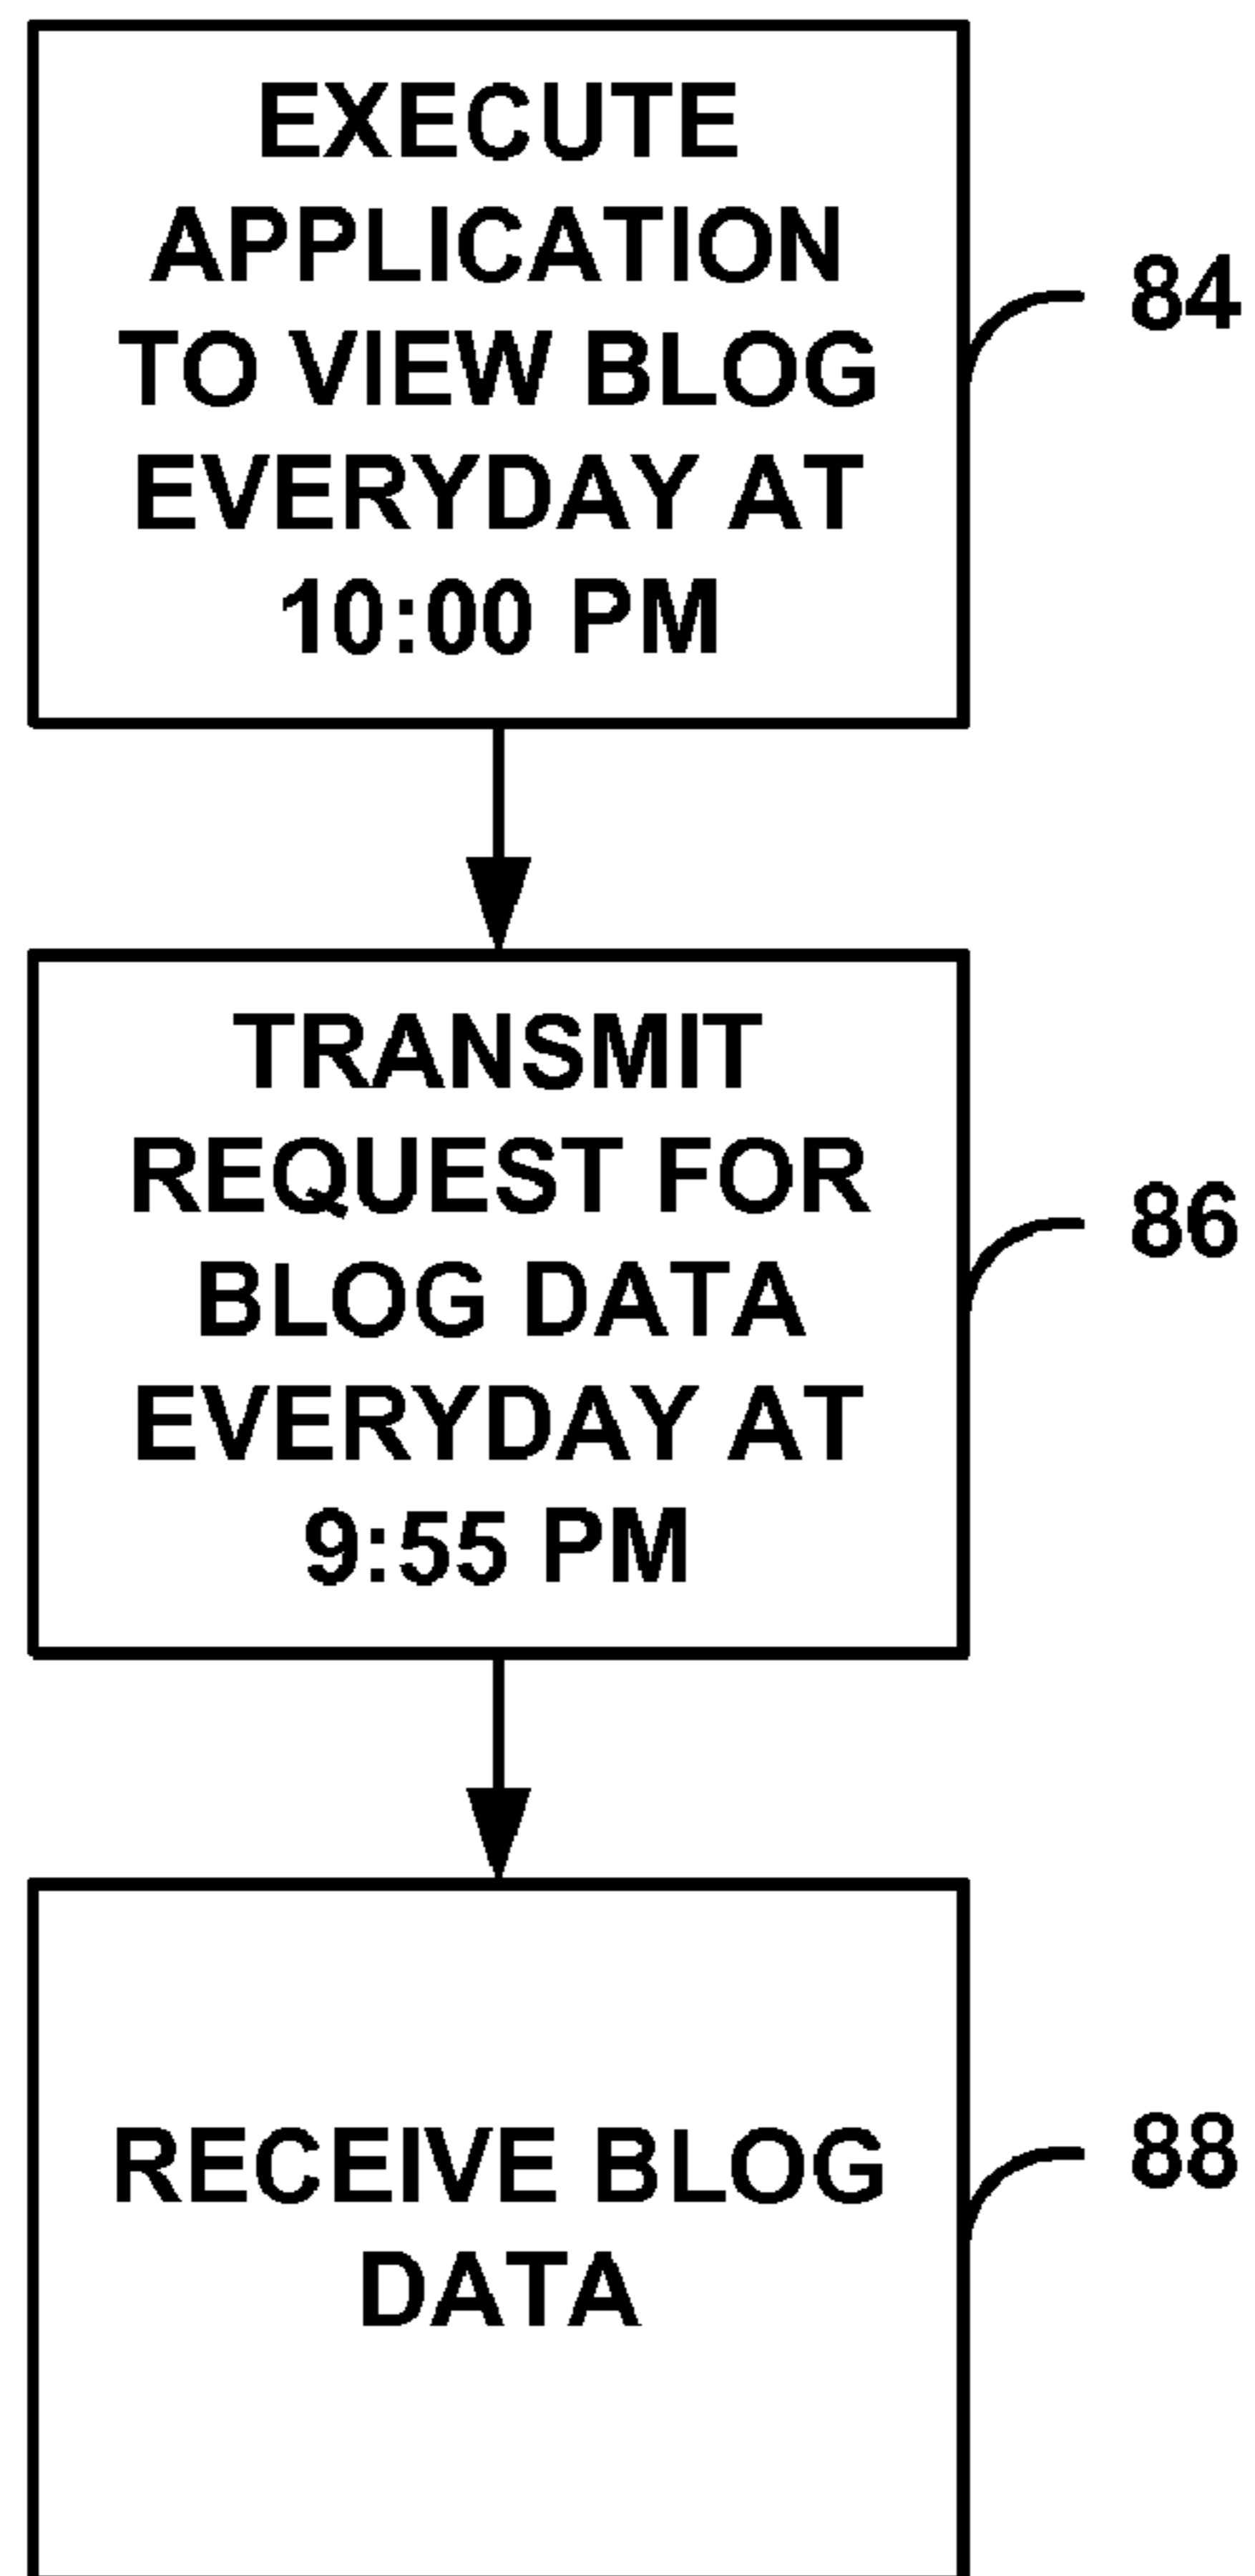 EXECUTE
APPLICATION
TO VIEW BLOG
EVERYDAY AT
10:00 PM
84
TRANSMIT
REQUEST FOR
BLOG DATA
EVERYDAY AT
9:55 PM
86
RECEIVE BLOG
DATA
88